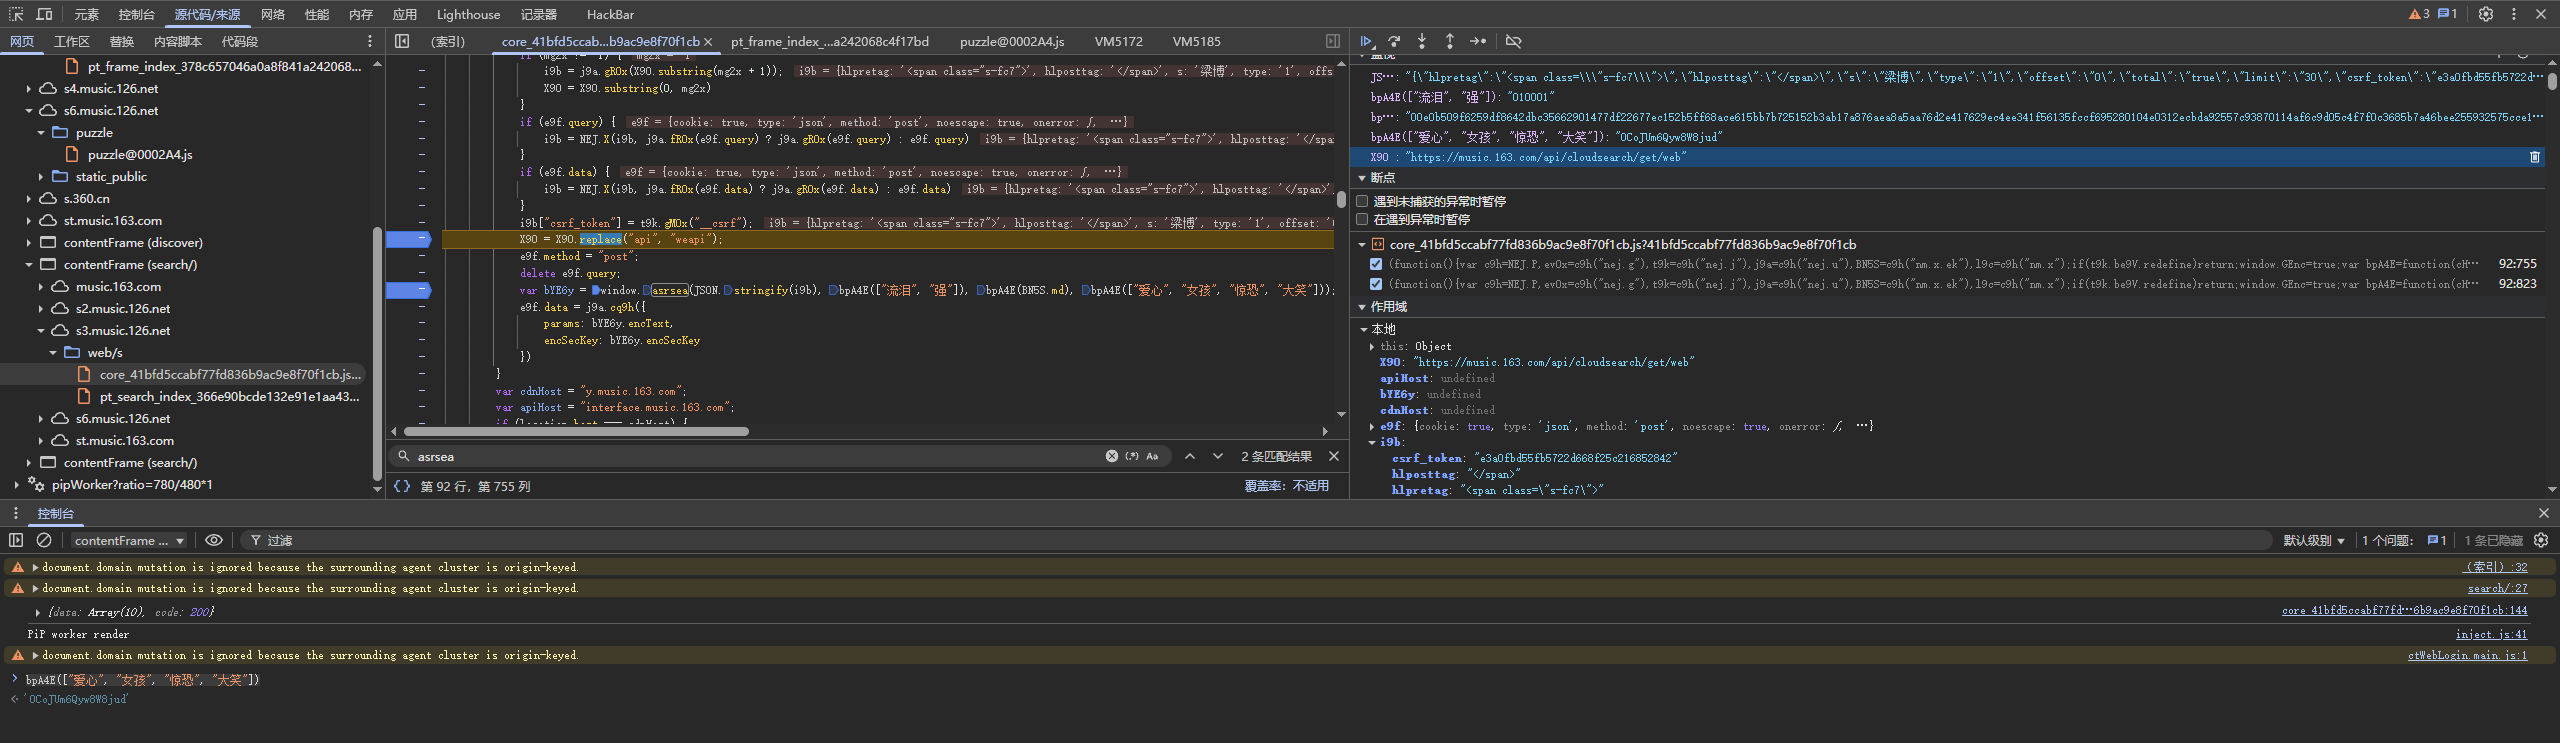 元素 控制台 源代码/来源 网络 性能 内存 应用 Lighthouse 记录器 HackBar 3 1
网页 工作区 替换 内容脚本 代码段
(索引) core_41bfd5ccab...b9ac9e8f70f1cb pt_frame_index_...a242068c4f17bd puzzle@0002A4.js VM5172 VM5185
pt_frame_index_378c657046a0a8f841a242068...
s4.music.126.net
s6.music.126.net
puzzle
puzzle@0002A4.js
static_public
s.360.cn
st.music.163.com
contentFrame (discover)
contentFrame (search/)
music.163.com
s2.music.126.net
s3.music.126.net
web/s
core_41bfd5ccabf77fd836b9ac9e8f70f1cb.js...
pt_search_index_366e90bcde132e91e1aa43...
s6.music.126.net
st.music.163.com
contentFrame (search/)
pipWorker?ratio=780/480*1
i9b = j9a.gROx(X90.substring(mg2x + 1)); i9b = {hlpretag: '<span class="s-fc7">', hlposttag: '</span>', s: '梁博', type: '1', offs
X90 = X90.substring(0, mg2x)
}
if (e9f.query) { e9f = {cookie: true, type: 'json', method: 'post', noescape: true, onerror: ƒ, …}
i9b = NEJ.X(i9b, j9a.fROx(e9f.query) ? j9a.gROx(e9f.query) : e9f.query) i9b = {hlpretag: '<span class="s-fc7">', hlposttag: '</spa
}
if (e9f.data) { e9f = {cookie: true, type: 'json', method: 'post', noescape: true, onerror: ƒ, …}
i9b = NEJ.X(i9b, j9a.fROx(e9f.data) ? j9a.gROx(e9f.data) : e9f.data) i9b = {hlpretag: '<span class="s-fc7">', hlposttag: '</span>'
}
i9b["csrf_token"] = t9k.gMOx("__csrf"); i9b = {hlpretag: '<span class="s-fc7">', hlposttag: '</span>', s: '梁博', type: '1', offset: '
X90 = X90.replace("api", "weapi");
e9f.method = "post";
delete e9f.query;
var bYE6y = window.asrsea(JSON.stringify(i9b), bpA4E(["流泪", "强"]), bpA4E(BN5S.md), bpA4E(["爱心", "女孩", "惊恐", "大笑"]));
e9f.data = j9a.cq9h({
params: bYE6y.encText,
encSecKey: bYE6y.encSecKey
})
}
var cdnHost = "y.music.163.com";
var apiHost = "interface.music.163.com";
asrsea 2 条匹配结果
第 92 行，第 755 列 覆盖率：不适用
JS…: "{\"hlpretag\":\"<span class=\\\"s-fc7\\\">\",\"hlposttag\":\"</span>\",\"s\":\"梁博\",\"type\":\"1\",\"offset\":\"0\",\"total\":\"true\",\"limit\":\"30\",\"csrf_token\":\"e3a0fbd55fb5722d…
bpA4E(["流泪", "强"]): "010001"
bp…: "00e0b509f6259df8642dbc35662901477df22677ec152b5ff68ace615bb7b725152b3ab17a876aea8a5aa76d2e417629ec4ee341f56135fccf695280104e0312ecbda92557c93870114af6c9d05c4f7f0c3685b7a46bee255932575cce1…
bpA4E(["爱心", "女孩", "惊恐", "大笑"]): "0CoJUm6Qyw8W8jud"
X90 : "https://music.163.com/api/cloudsearch/get/web"
断点
遇到未捕获的异常时暂停
在遇到异常时暂停
core_41bfd5ccabf77fd836b9ac9e8f70f1cb.js?41bfd5ccabf77fd836b9ac9e8f70f1cb
(function(){var c9h=NEJ.P,ev0x=c9h("nej.g"),t9k=c9h("nej.j"),j9a=c9h("nej.u"),BN5S=c9h("nm.x.ek"),l9c=c9h("nm.x");if(t9k.be9V.redefine)return;window.GEnc=true;var bpA4E=function(cH… 92:755
(function(){var c9h=NEJ.P,ev0x=c9h("nej.g"),t9k=c9h("nej.j"),j9a=c9h("nej.u"),BN5S=c9h("nm.x.ek"),l9c=c9h("nm.x");if(t9k.be9V.redefine)return;window.GEnc=true;var bpA4E=function(cH… 92:823
作用域
本地
this: Object
X90: "https://music.163.com/api/cloudsearch/get/web"
apiHost: undefined
bYE6y: undefined
cdnHost: undefined
e9f: {cookie: true, type: 'json', method: 'post', noescape: true, onerror: ƒ, …}
i9b:
csrf_token: "e3a0fbd55fb5722d668f25c216852842"
hlposttag: "</span>"
hlpretag: "<span class=\"s-fc7\">"
控制台
contentFrame ... 过滤 默认级别 1 个问题: 1 1 条已隐藏
document.domain mutation is ignored because the surrounding agent cluster is origin-keyed. (索引):32
document.domain mutation is ignored because the surrounding agent cluster is origin-keyed. search/:27
{data: Array(10), code: 200} core_41bfd5ccabf77fd…6b9ac9e8f70f1cb:144
PiP worker render inject.js:41
document.domain mutation is ignored because the surrounding agent cluster is origin-keyed. ctWebLogin.main.js:1
bpA4E(["爱心", "女孩", "惊恐", "大笑"])
'0CoJUm6Qyw8W8jud'